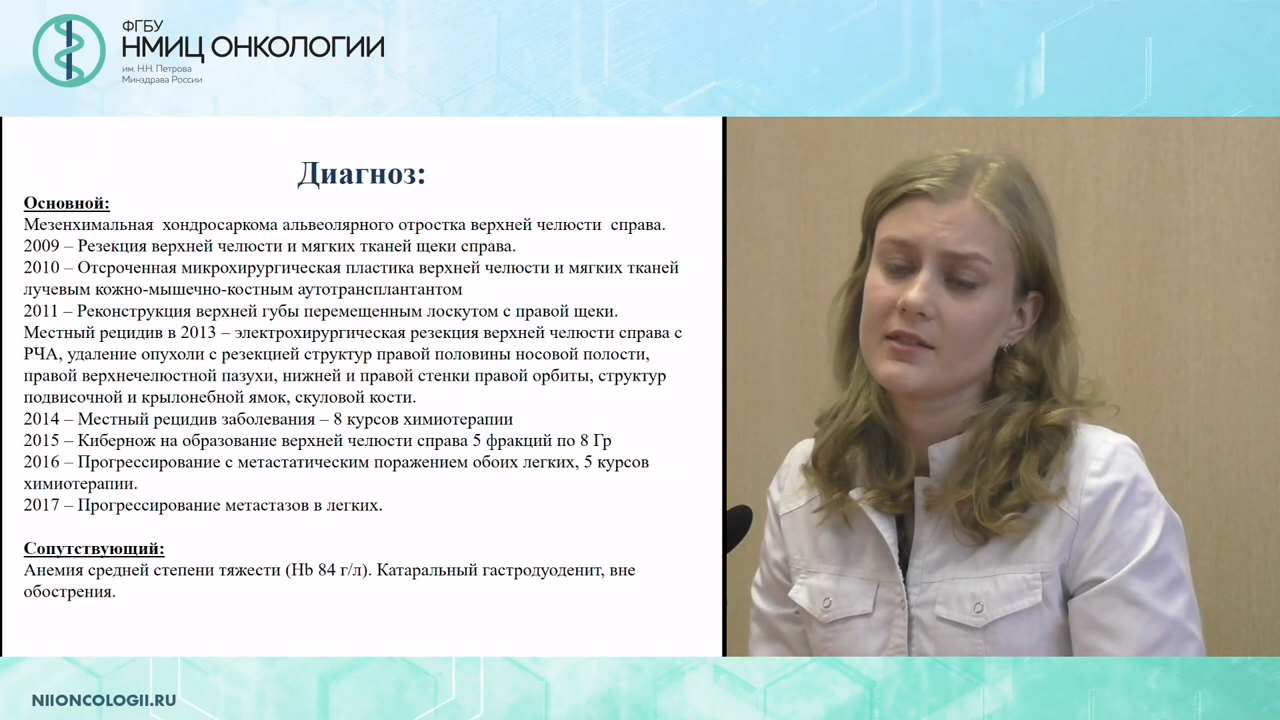 ФГБУ
НМИЦ ОНКОЛОГИИ
им. Н.Н. Петрова
Минздрава России
Диагноз:
Основной:
Мезенхимальная хондросаркома альвеолярного отростка верхней челюсти справа.
2009 – Резекция верхней челюсти и мягких тканей щеки справа.
2010 – Отсроченная микрохирургическая пластика верхней челюсти и мягких тканей
лучевым кожно-мышечно-костным аутотрансплантантом
2011 – Реконструкция верхней губы перемещенным лоскутом с правой щеки.
Местный рецидив в 2013 – электрохирургическая резекция верхней челюсти справа с
РЧА, удаление опухоли с резекцией структур правой половины носовой полости,
правой верхнечелюстной пазухи, нижней и правой стенки правой орбиты, структур
подвисочной и крылонебной ямок, скуловой кости.
2014 – Местный рецидив заболевания – 8 курсов химиотерапии
2015 – Кибернож на образование верхней челюсти справа 5 фракций по 8 Гр
2016 – Прогрессирование с метастатическим поражением обоих легких, 5 курсов
химиотерапии.
2017 – Прогрессирование метастазов в легких.
Сопутствующий:
Анемия средней степени тяжести (Hb 84 г/л). Катаральный гастродуоденит, вне
обострения.
NIIONCOLOGII.RU